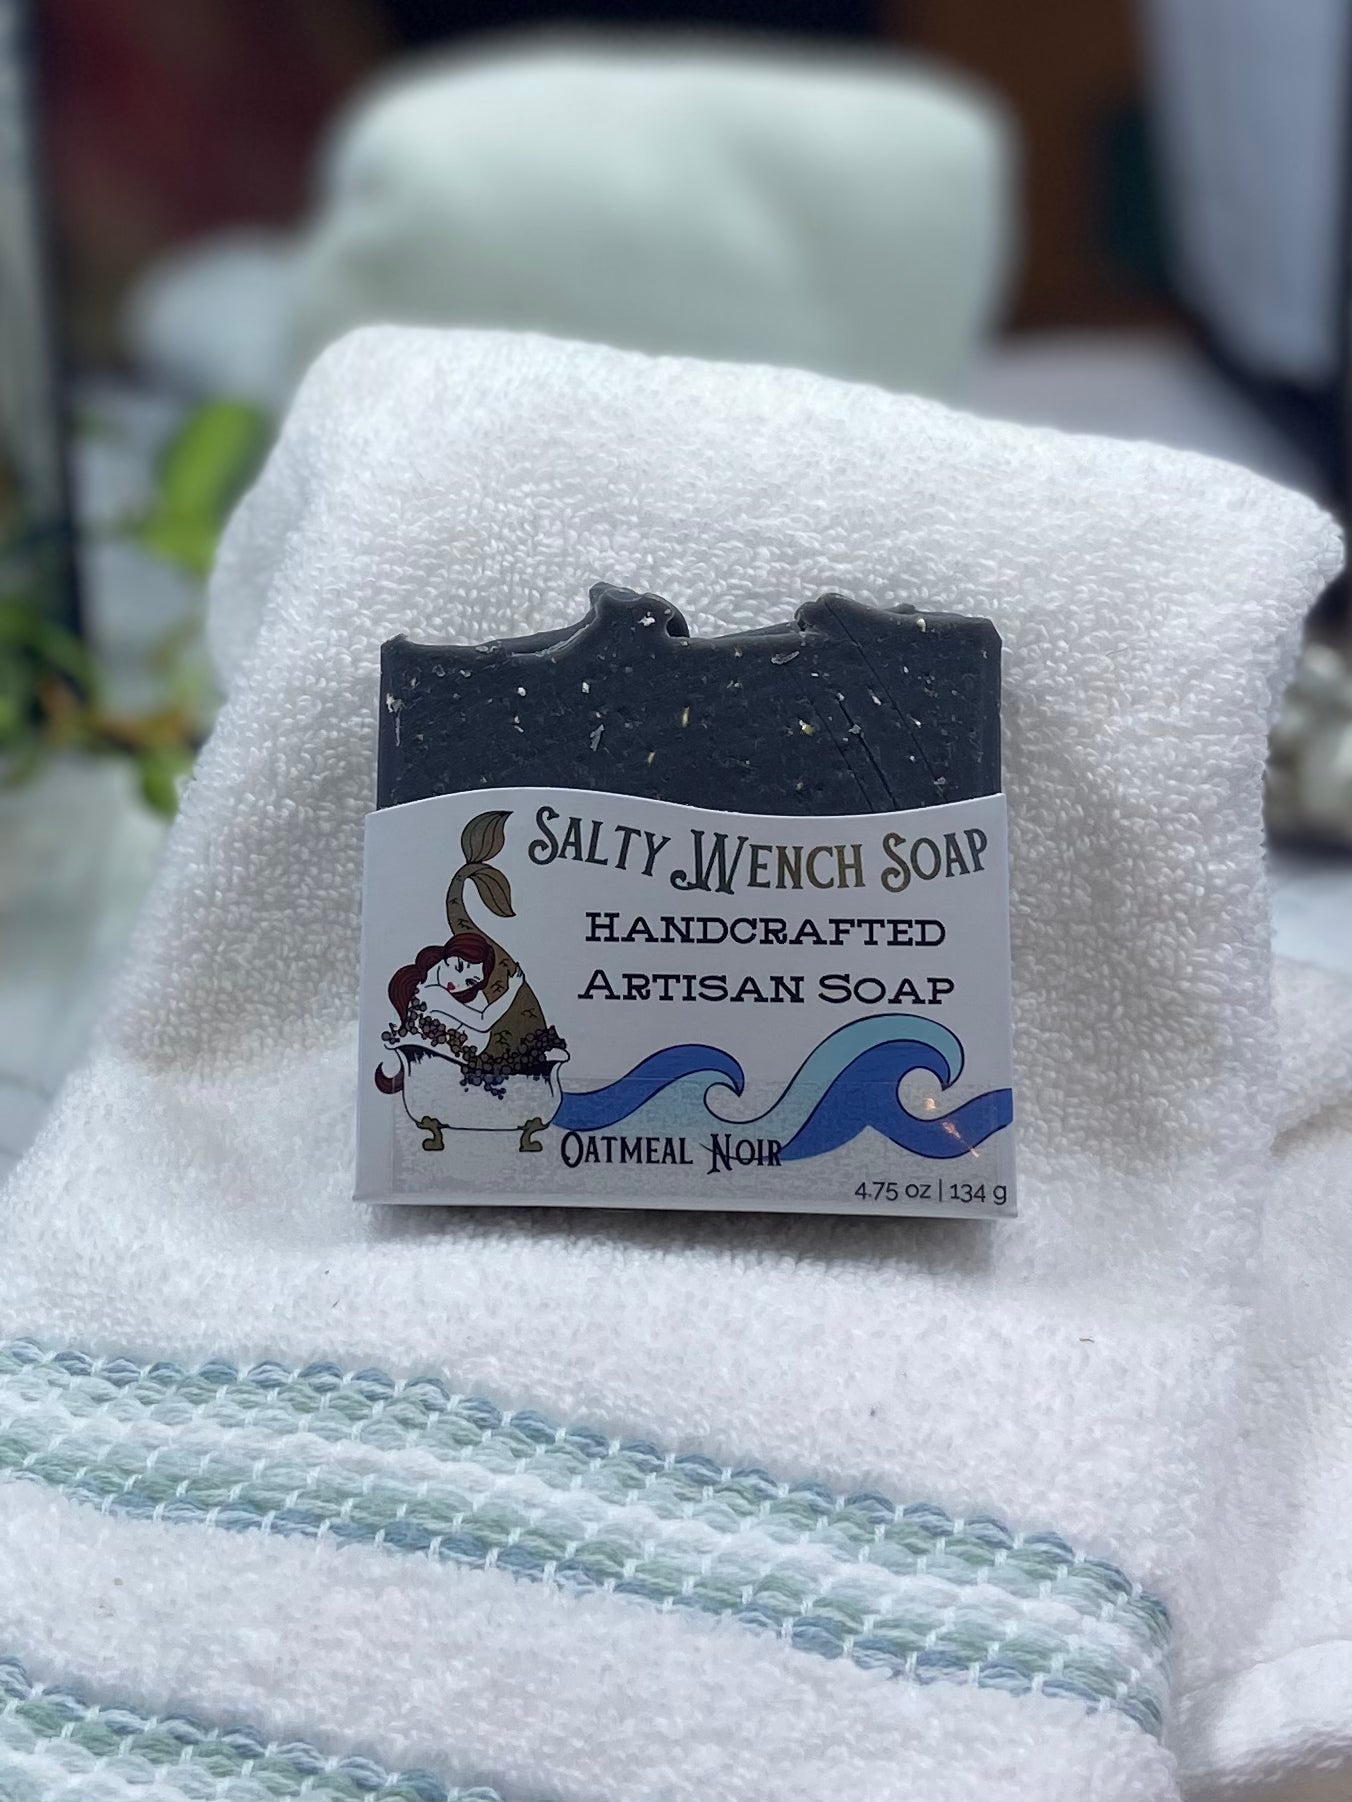 Salty Wench Soap
Handcrafted
Artisan Soap
Oatmeal Noir
4.75 oz | 134 g